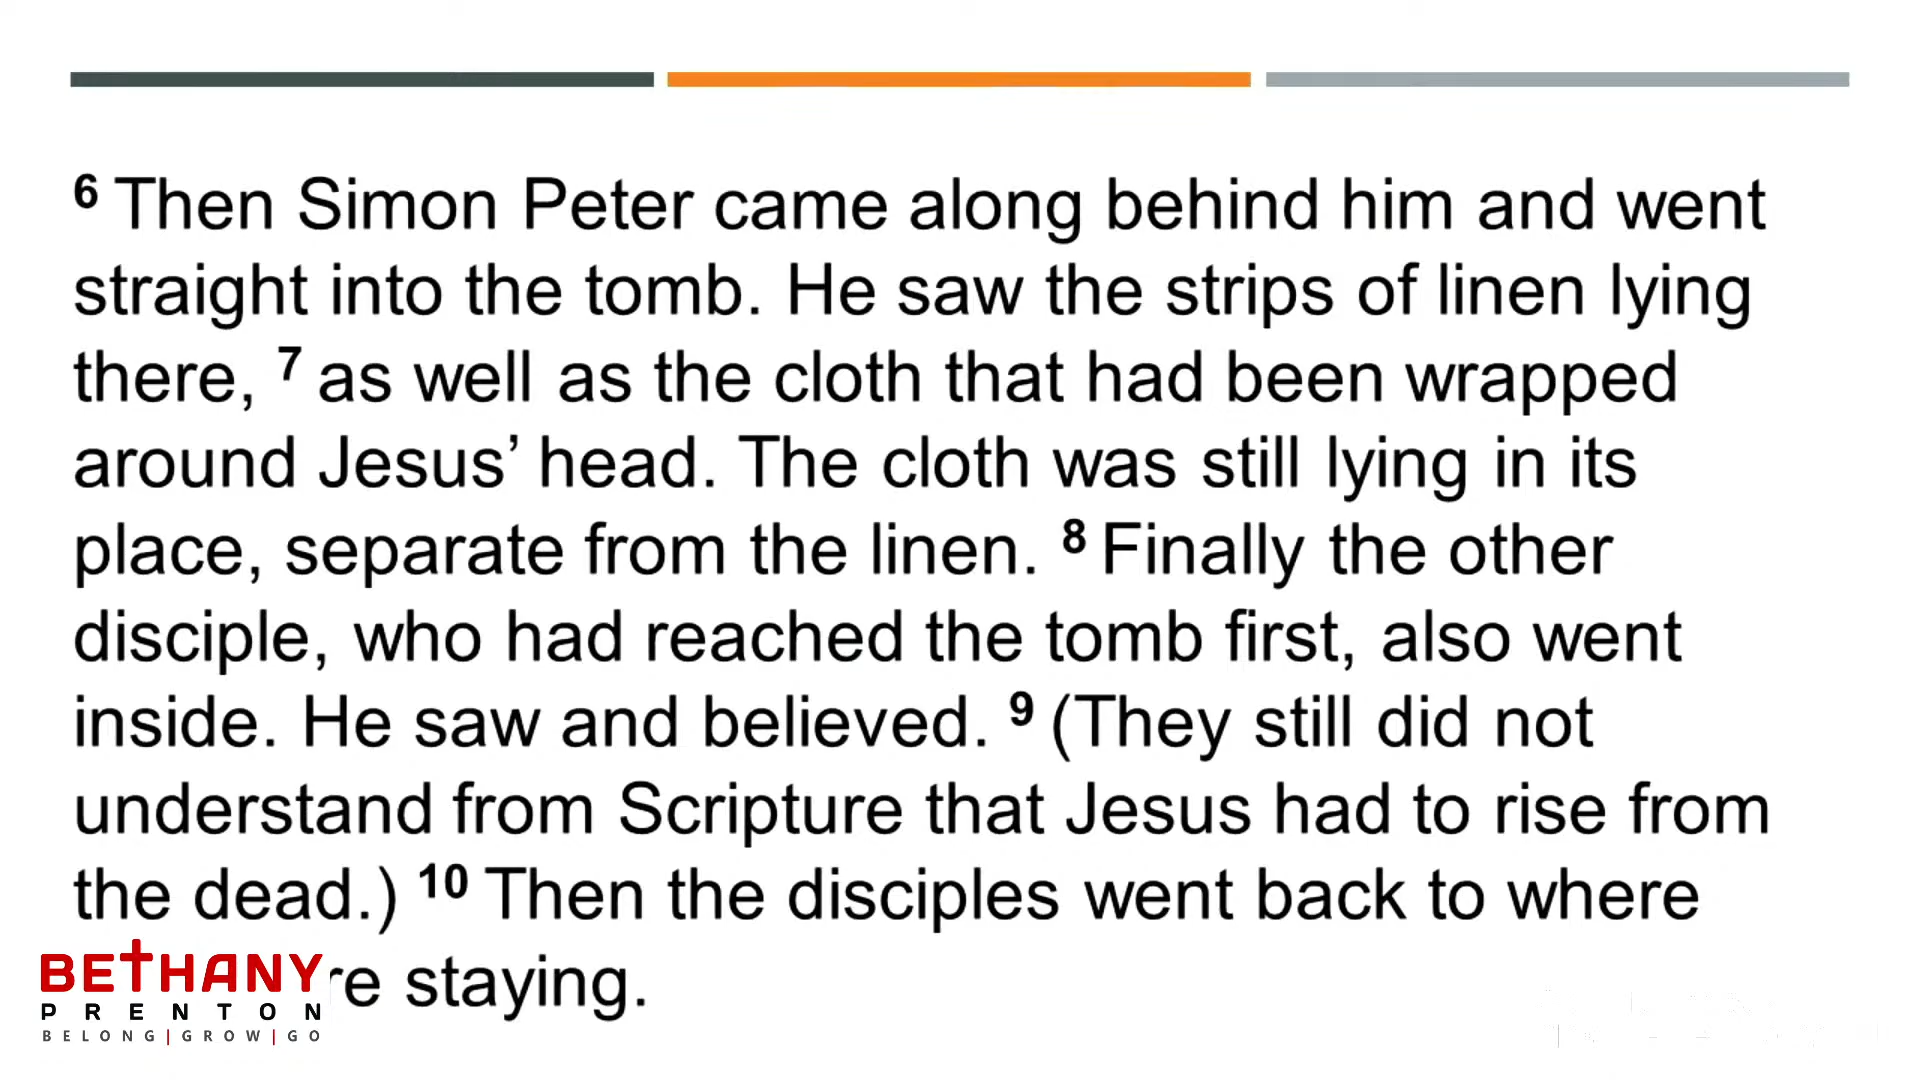 6 Then Simon Peter came along behind him and went
straight into the tomb. He saw the strips of linen lying
there, 7 as well as the cloth that had been wrapped
around Jesus’ head. The cloth was still lying in its
place, separate from the linen. 8 Finally the other
disciple, who had reached the tomb first, also went
inside. He saw and believed. 9 (They still did not
understand from Scripture that Jesus had to rise from
the dead.) 10 Then the disciples went back to where
staying.
BETHANY
PRENTON
BELONG|GROW|GO